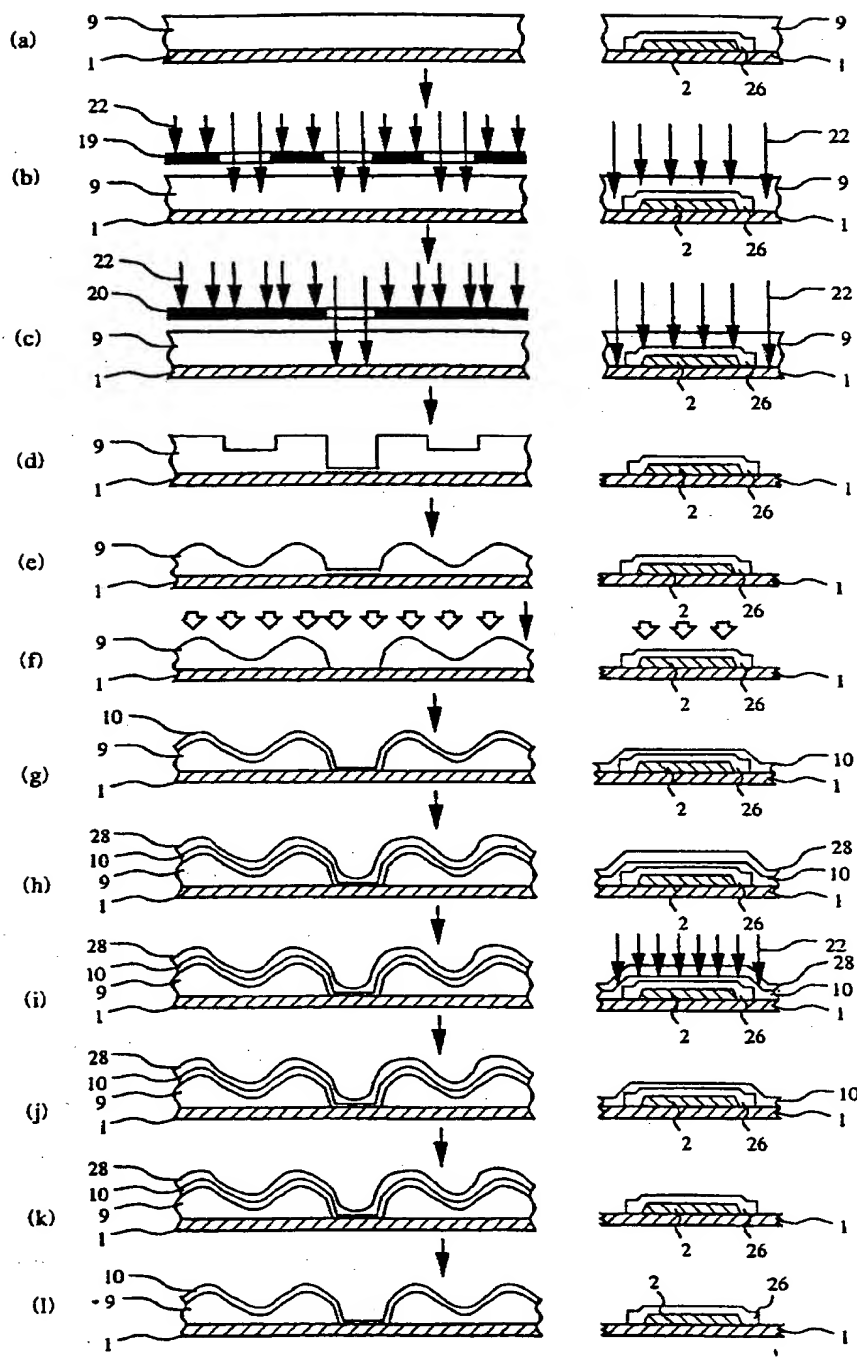 (a) 9 1 9 1 2 26
22 19 (b) 9 1 22 9 1 2 26
22 20 (c) 9 1 22 9 1 2 26
(d) 9 1 1 2 26
(e) 9 1 1 2 26
(f) 9 1 1 2 26
10 (g) 9 1 10 1 2 26
28 10 (h) 9 1 28 10 1 2 26
28 10 (i) 9 1 22 28 10 1 2 26
28 10 (j) 9 1 10 1 2 26
28 10 (k) 9 1 1 2 26
10 (l) 9 1 2 26 1